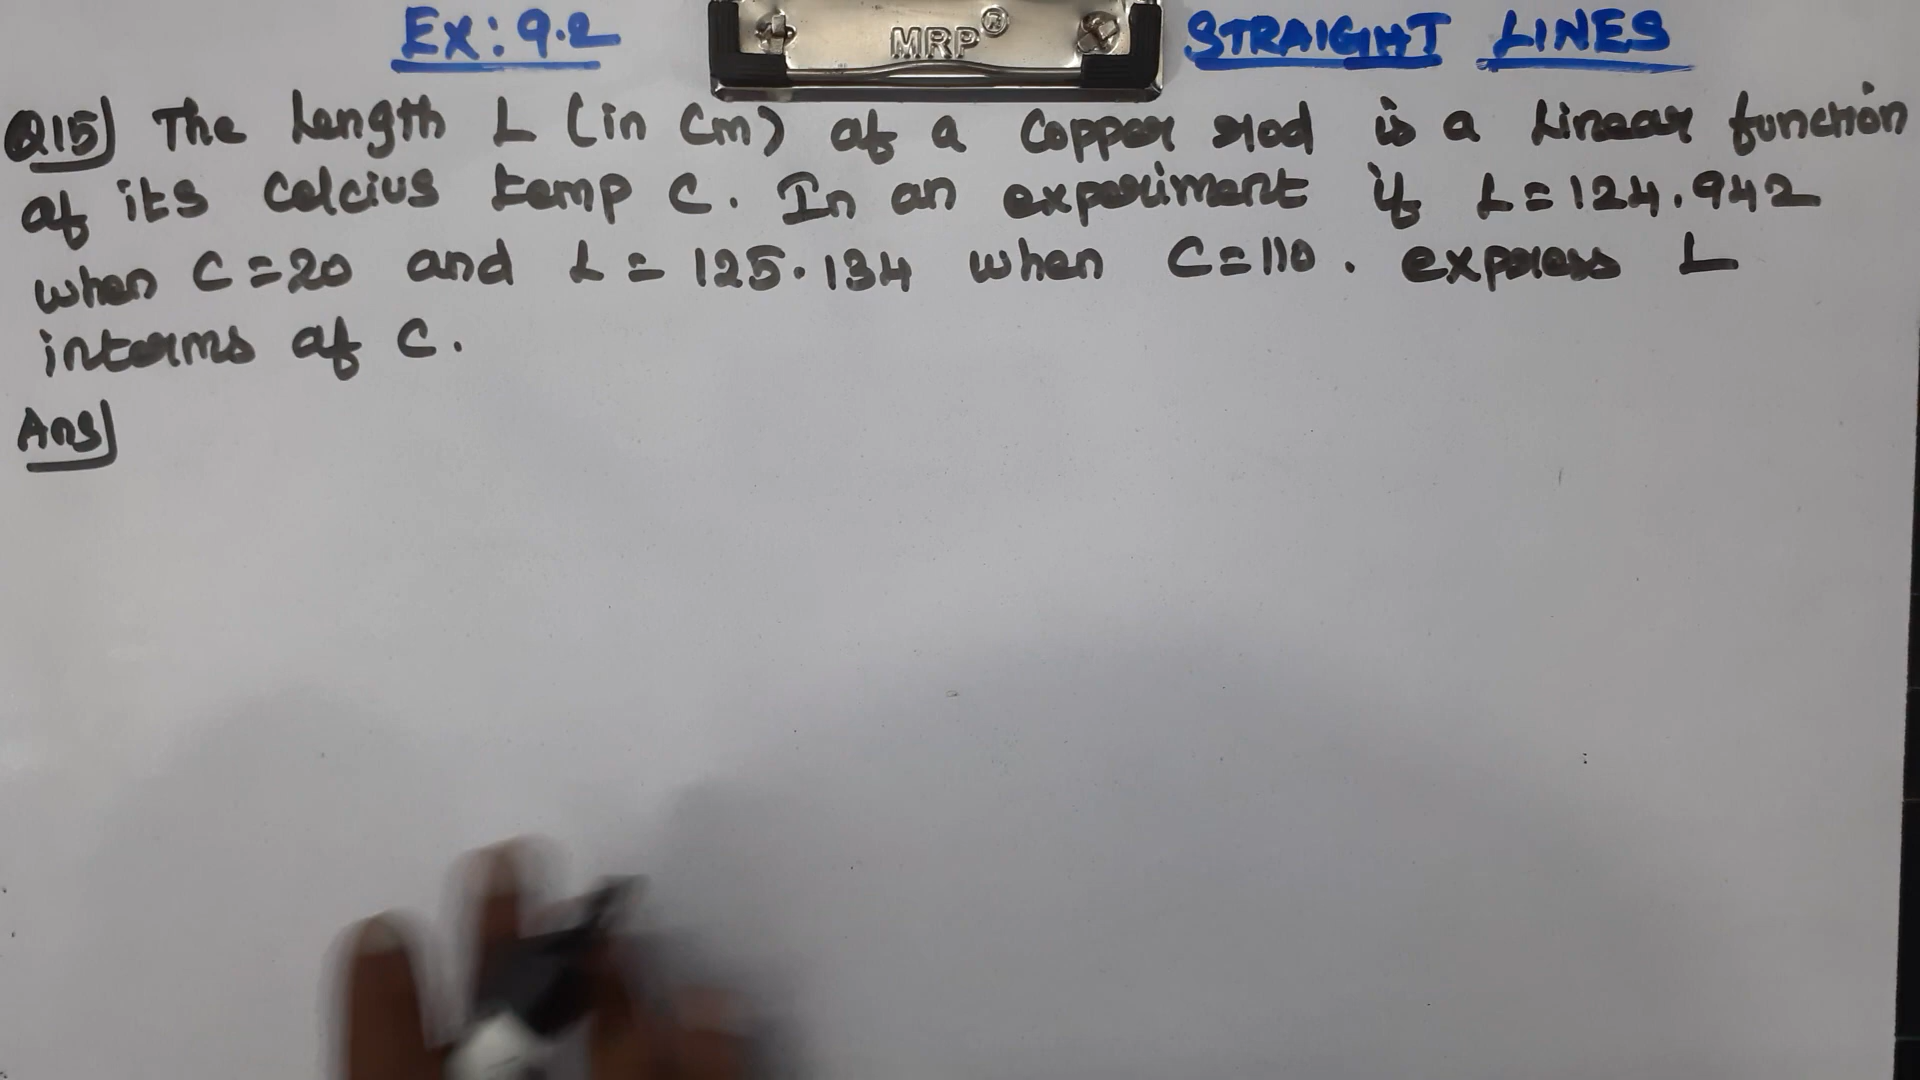 Ex: 9.2
MRP®
STRAIGHT LINES
Q15) The Length L (in Cm) of a Copper rod is a Linear function
of its Celcius temp C. In an experiment if L = 124.942
when C = 20 and L = 125.134 when C = 110. express L
interms of C.
Ans)